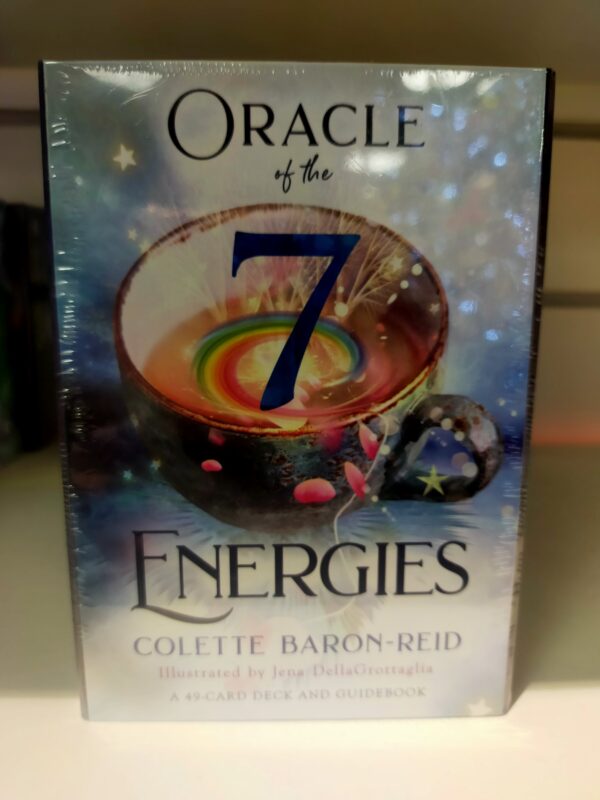 ORACLE
of the
7
ENERGIES
COLETTE BARON-REID
Illustrated by Jena DellaGrottaglia
A 49-CARD DECK AND GUIDEBOOK